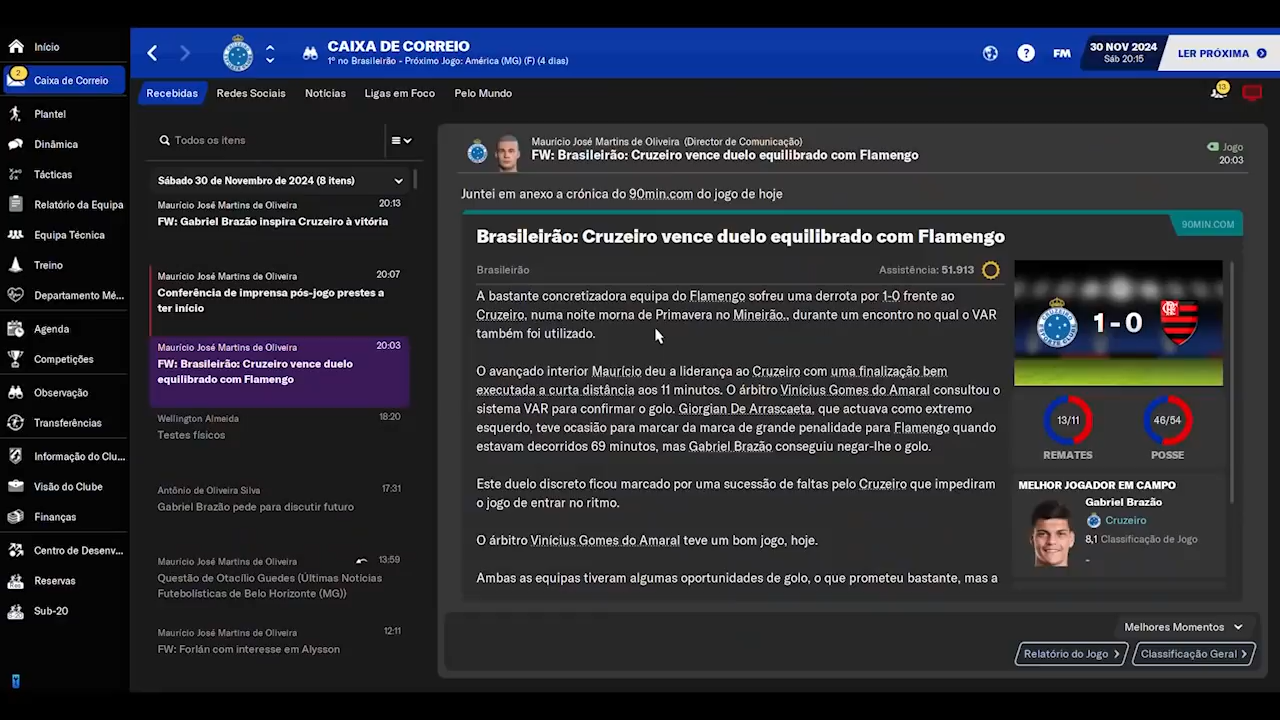 Início
2
Caixa de Correio
Plantel
Dinâmica
Tácticas
Relatório da Equipa
Equipa Técnica
Treino
Departamento Mé...
Agenda
Competições
Observação
Transferências
Informação do Clu...
Visão do Clube
Finanças
Centro de Desenv...
Reservas
Sub-20
CAIXA DE CORREIO
1º no Brasileirão - Próximo Jogo: América (MG) (F) (4 dias)
?
FM
30 NOV 2024
Sáb 20:15
LER PRÓXIMA
Recebidas
Redes Sociais
Notícias
Ligas em Foco
Pelo Mundo
13
Todos os itens
Sábado 30 de Novembro de 2024 (8 itens)
Maurício José Martins de Oliveira 20:13
FW: Gabriel Brazão inspira Cruzeiro à vitória
Maurício José Martins de Oliveira 20:07
Conferência de imprensa pós-jogo prestes a
ter início
Maurício José Martins de Oliveira 20:03
FW: Brasileirão: Cruzeiro vence duelo
equilibrado com Flamengo
Wellington Almeida 18:20
Testes físicos
Antônio de Oliveira Silva 17:31
Gabriel Brazão pede para discutir futuro
Maurício José Martins de Oliveira 13:59
Questão de Otacílio Guedes (Últimas Notícias
Futebolísticas de Belo Horizonte (MG))
Maurício José Martins de Oliveira 12:11
FW: Forlán com interesse em Alysson
Maurício José Martins de Oliveira (Director de Comunicação)
FW: Brasileirão: Cruzeiro vence duelo equilibrado com Flamengo
Jogo
20:03
Juntei em anexo a crónica do 90min.com do jogo de hoje
90MIN.COM
Brasileirão: Cruzeiro vence duelo equilibrado com Flamengo
Brasileirão
Assistência: 51.913
A bastante concretizadora equipa do Flamengo sofreu uma derrota por 1-0 frente ao
Cruzeiro, numa noite morna de Primavera no Mineirão., durante um encontro no qual o VAR
também foi utilizado.
O avançado interior Maurício deu a liderança ao Cruzeiro com uma finalização bem
executada a curta distância aos 11 minutos. O árbitro Vinícius Gomes do Amaral consultou o
sistema VAR para confirmar o golo. Giorgian De Arrascaeta, que actuava como extremo
esquerdo, teve ocasião para marcar da marca de grande penalidade para Flamengo quando
estavam decorridos 69 minutos, mas Gabriel Brazão conseguiu negar-lhe o golo.
Este duelo discreto ficou marcado por uma sucessão de faltas pelo Cruzeiro que impediram
o jogo de entrar no ritmo.
O árbitro Vinícius Gomes do Amaral teve um bom jogo, hoje.
Ambas as equipas tiveram algumas oportunidades de golo, o que prometeu bastante, mas a
1-0
13/11
REMATES
46/54
POSSE
MELHOR JOGADOR EM CAMPO
Gabriel Brazão
Cruzeiro
8,1 Classificação de Jogo
-
Melhores Momentos
Relatório do Jogo
Classificação Geral